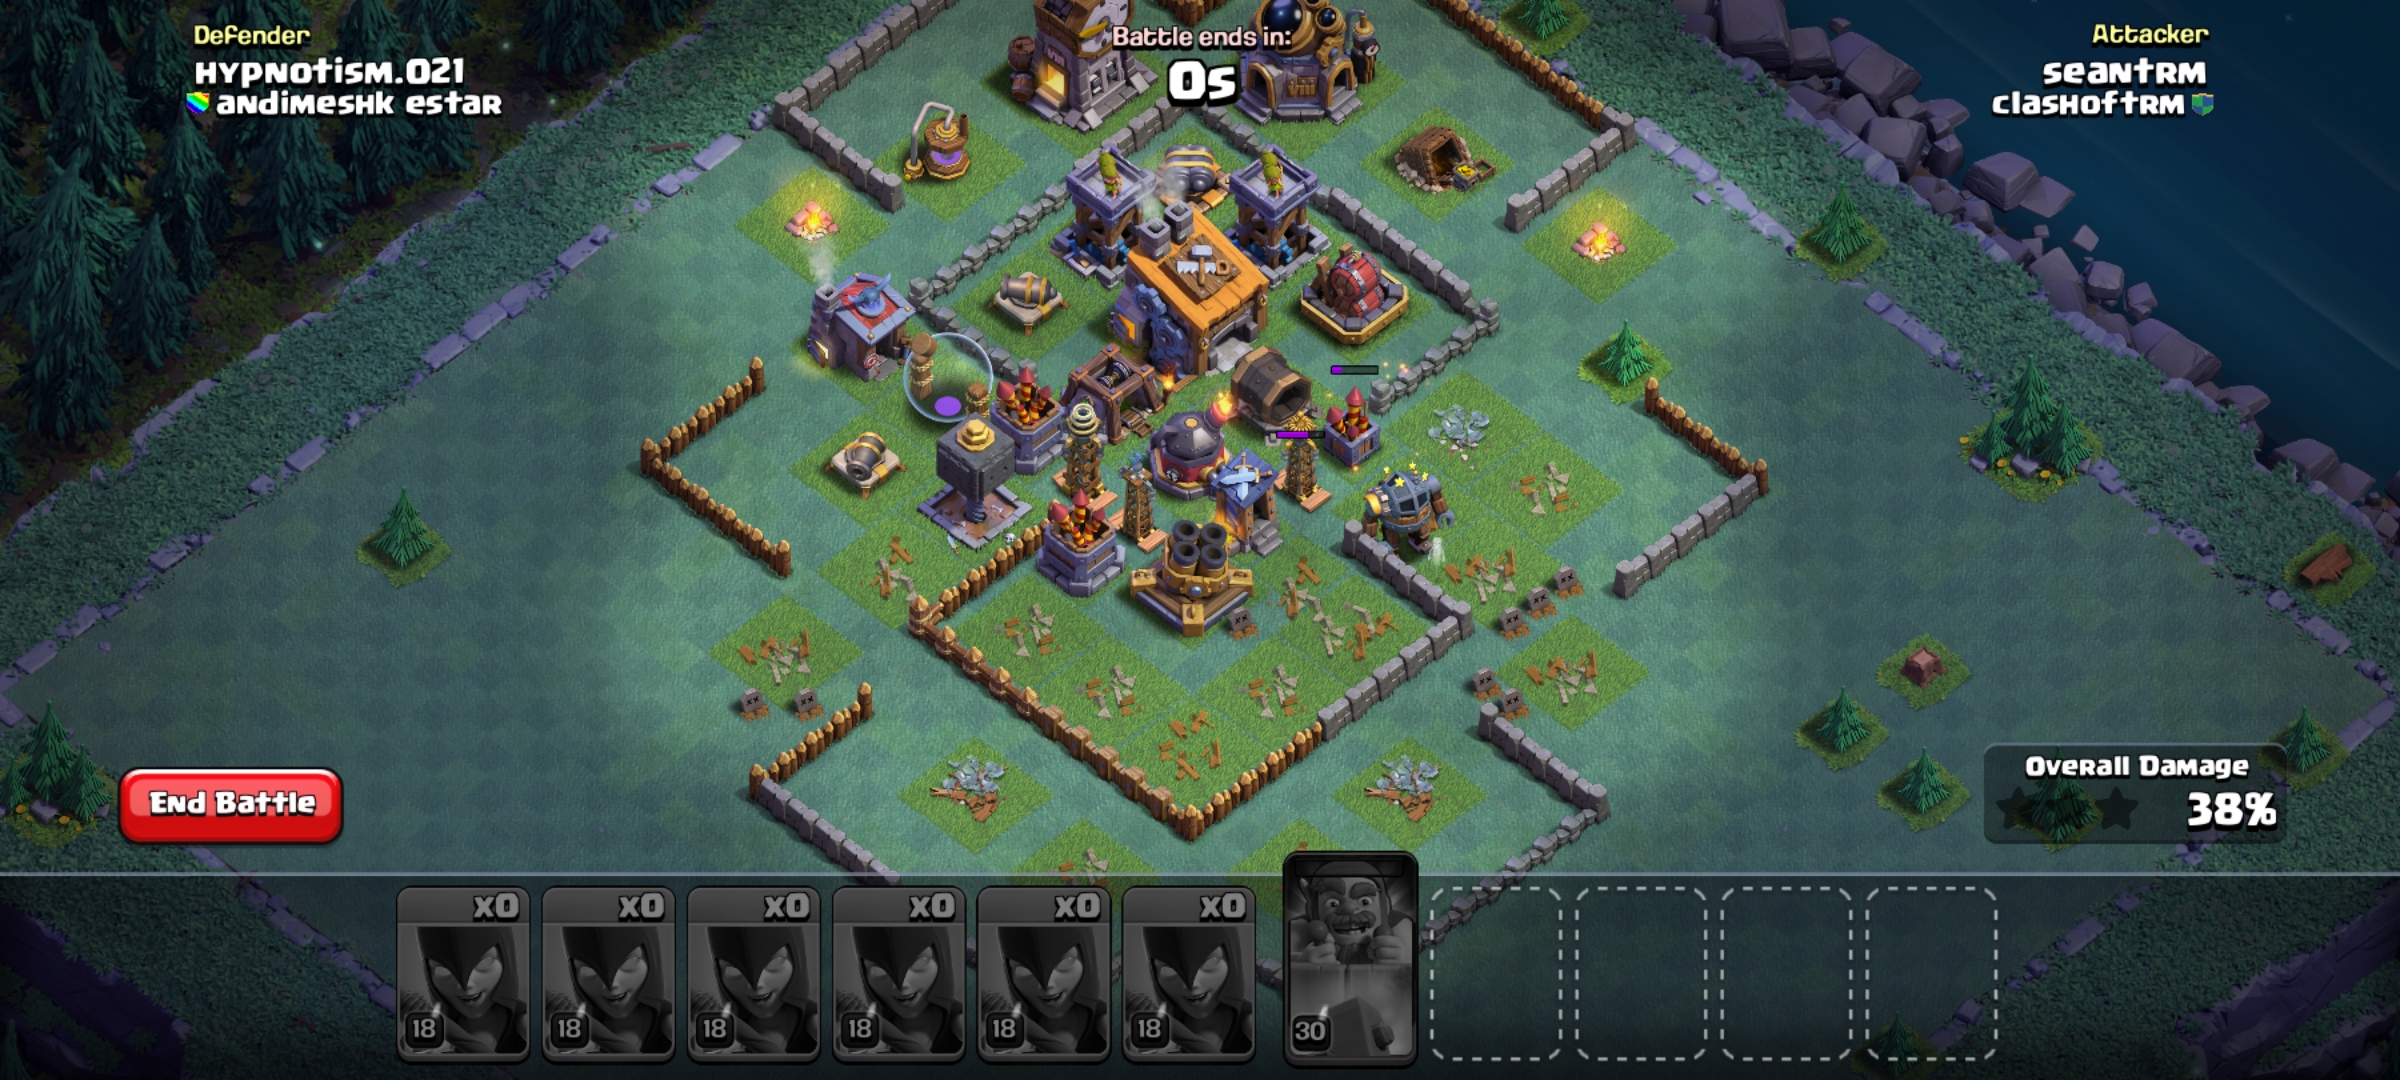 Defender
HYPNOTISM.021
ANDIMESHK ESTAR
Battle ends in:
0s
Attacker
SEANTRM
CLASHOFTRM
VIII
End Battle
Overall Damage
38%
x0
x0
x0
x0
x0
x0
18
18
18
18
18
18
30